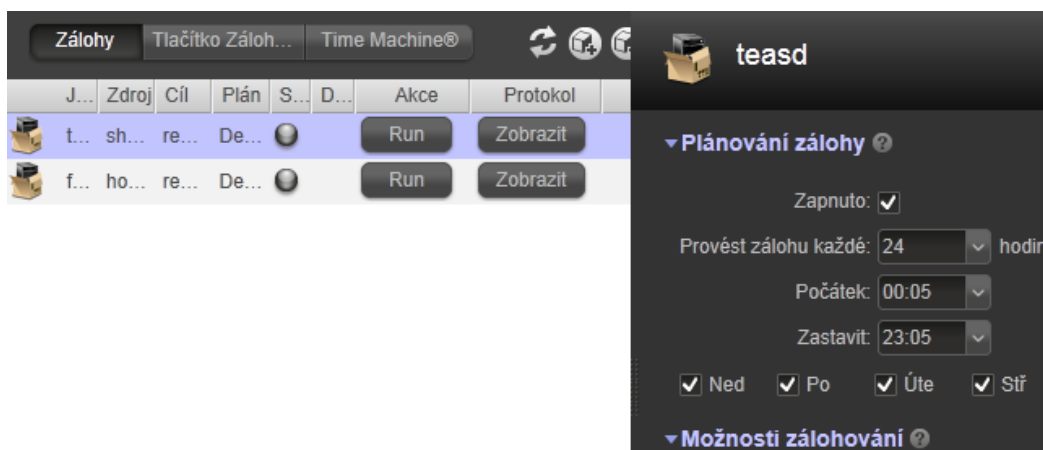 Zálohy Tlačítko Záloh... Time Machine®
J... Zdroj Cíl Plán S... D... Akce Protokol
t... sh... re... De... Run Zobrazit
f... ho... re... De... Run Zobrazit
teasd
Plánování zálohy
Zapnuto:
Provést zálohu každé: 24 hodin
Počátek: 00:05
Zastavit: 23:05
Ned Po Úte Stř
Možnosti zálohování